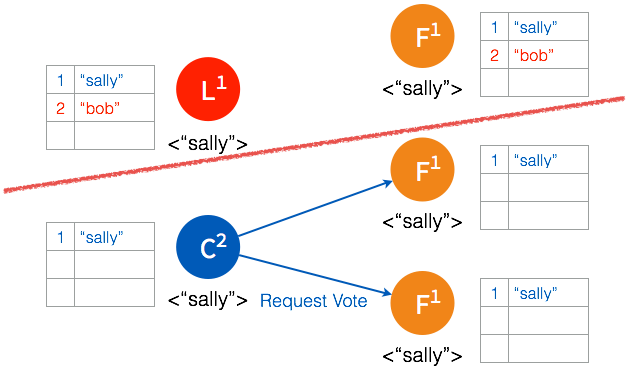 F¹
1 “sally”
2 “bob”
<“sally”>
1 “sally”
2 “bob”
L¹
<“sally”>
F¹
1 “sally”
<“sally”>
1 “sally”
C²
<“sally”>
Request Vote
F¹
1 “sally”
<“sally”>